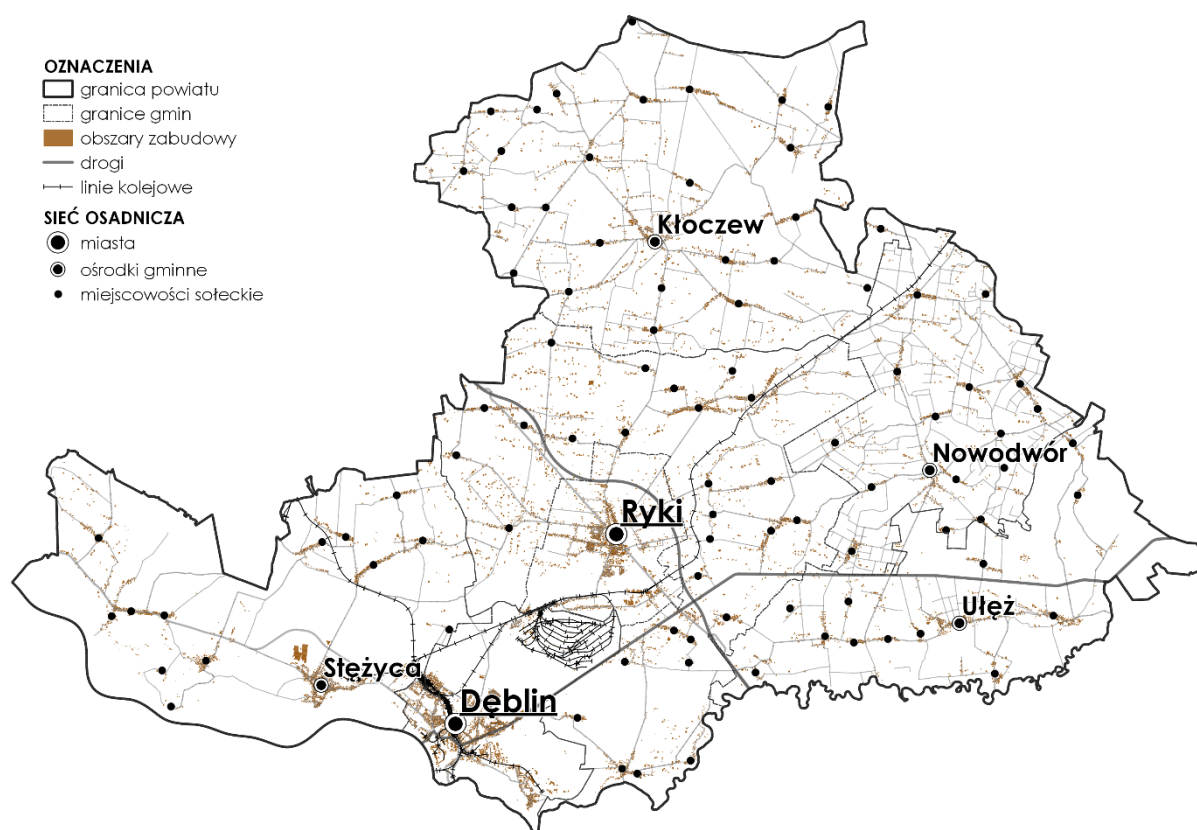 OZNACZENIA
granica powiatu
granice gmin
obszary zabudowy
drogi
linie kolejowe
SIEĆ OSADNICZA
miasta
ośrodki gminne
miejscowości sołeckie
Kłoczew
Nowodwór
Ryki
Ułęż
Stężyca
Dęblin